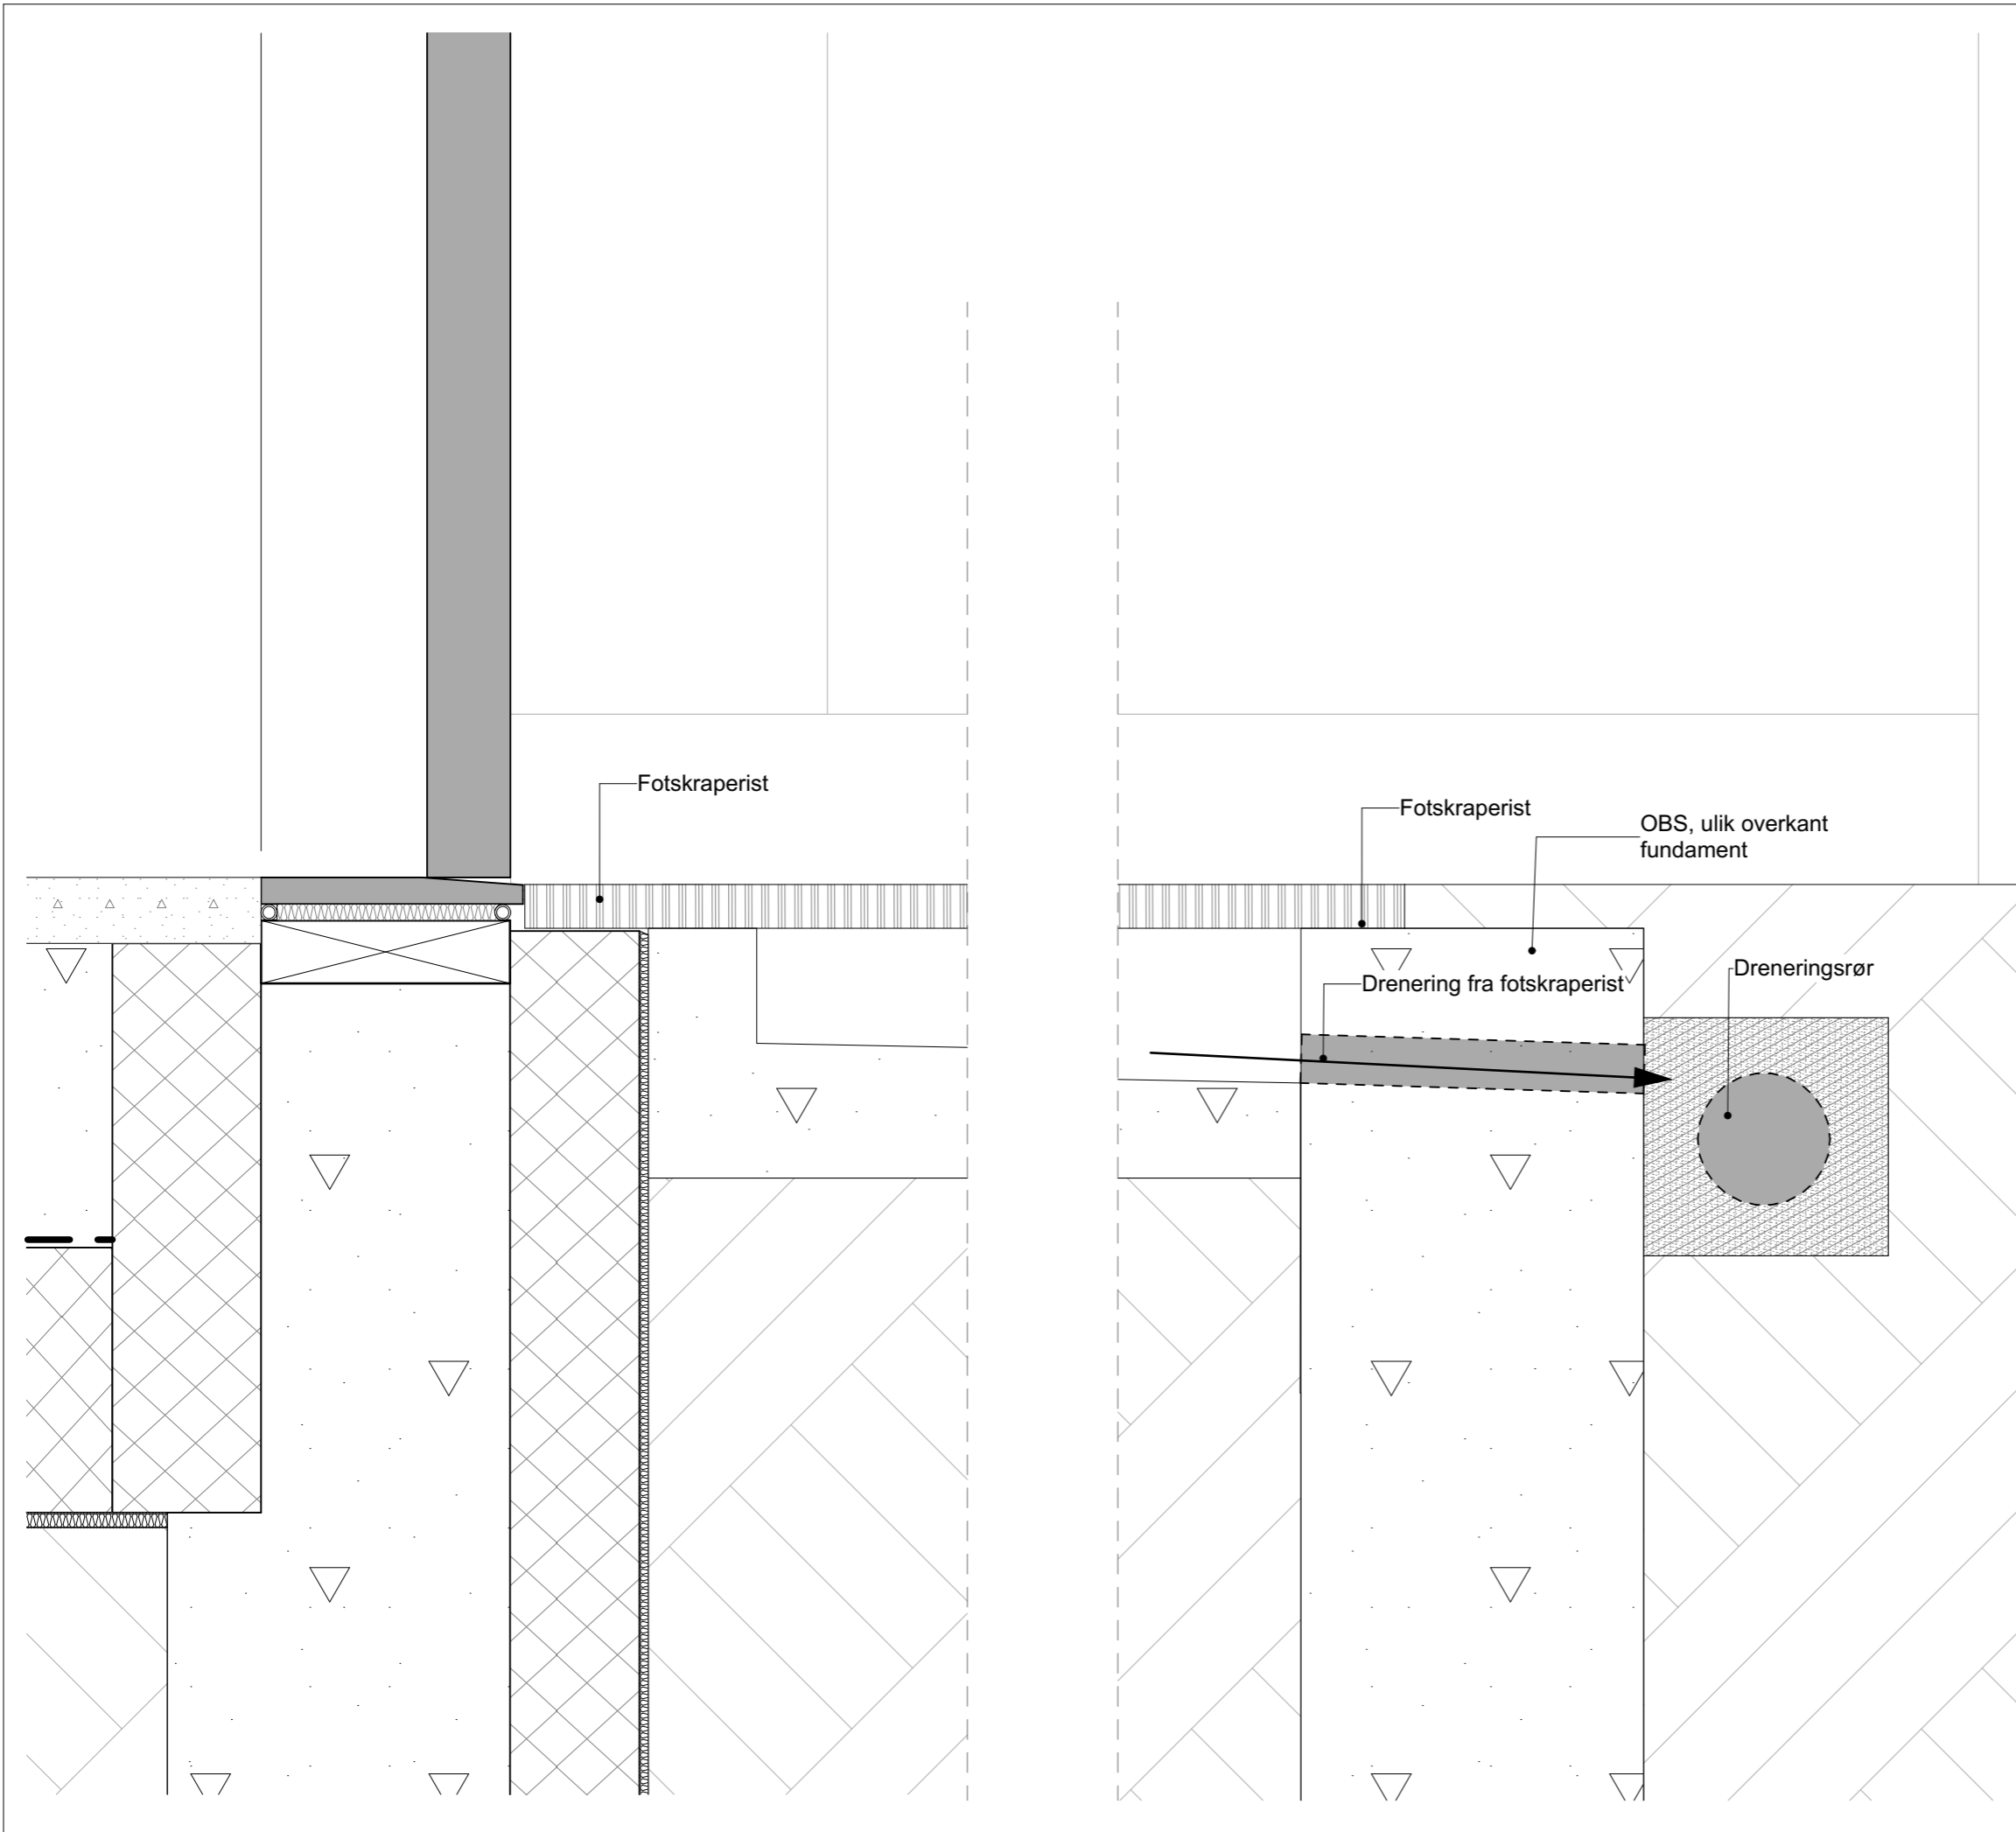 Fotskraperist
Fotskraperist
OBS, ulik overkant
fundament
Dreneringsrør
Drenering fra fotskraperist